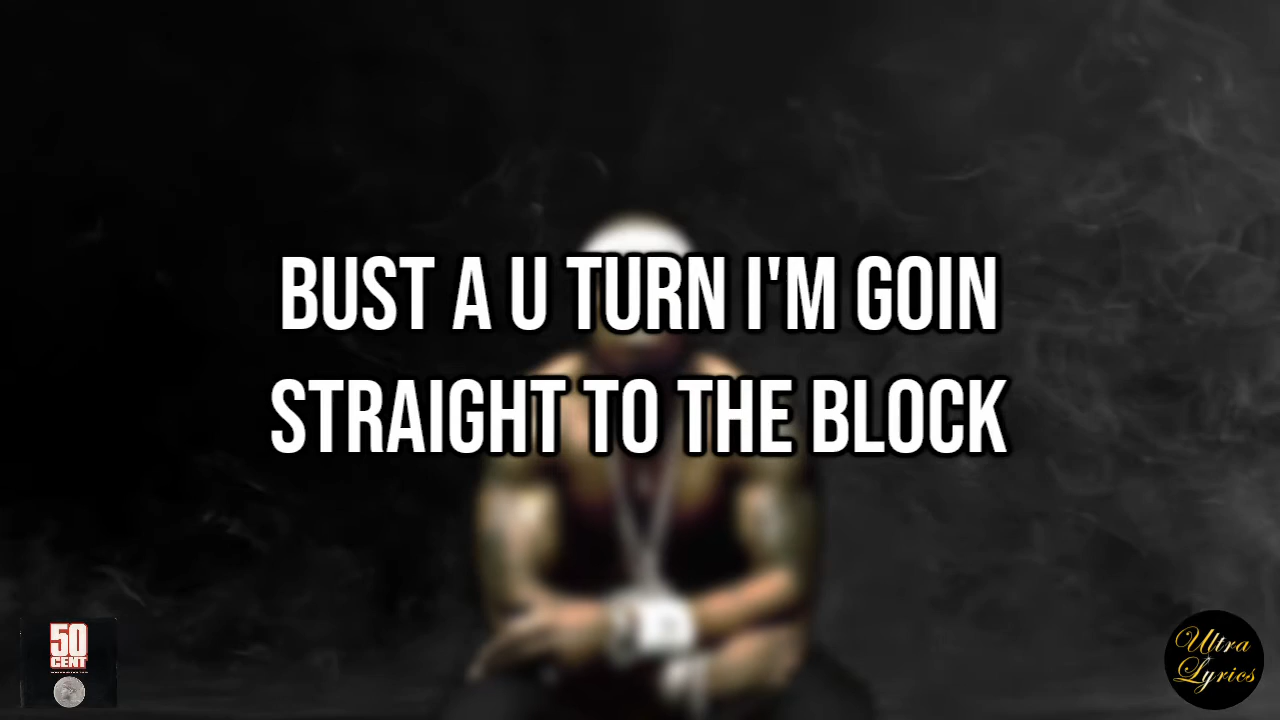 BUST A U TURN I'M GOIN
STRAIGHT TO THE BLOCK
50
CENT
Ultra
Lyrics